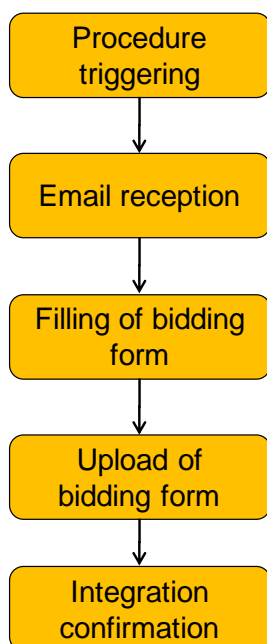 Procedure
triggering
Email reception
Filling of bidding
form
Upload of
bidding form
Integration
confirmation